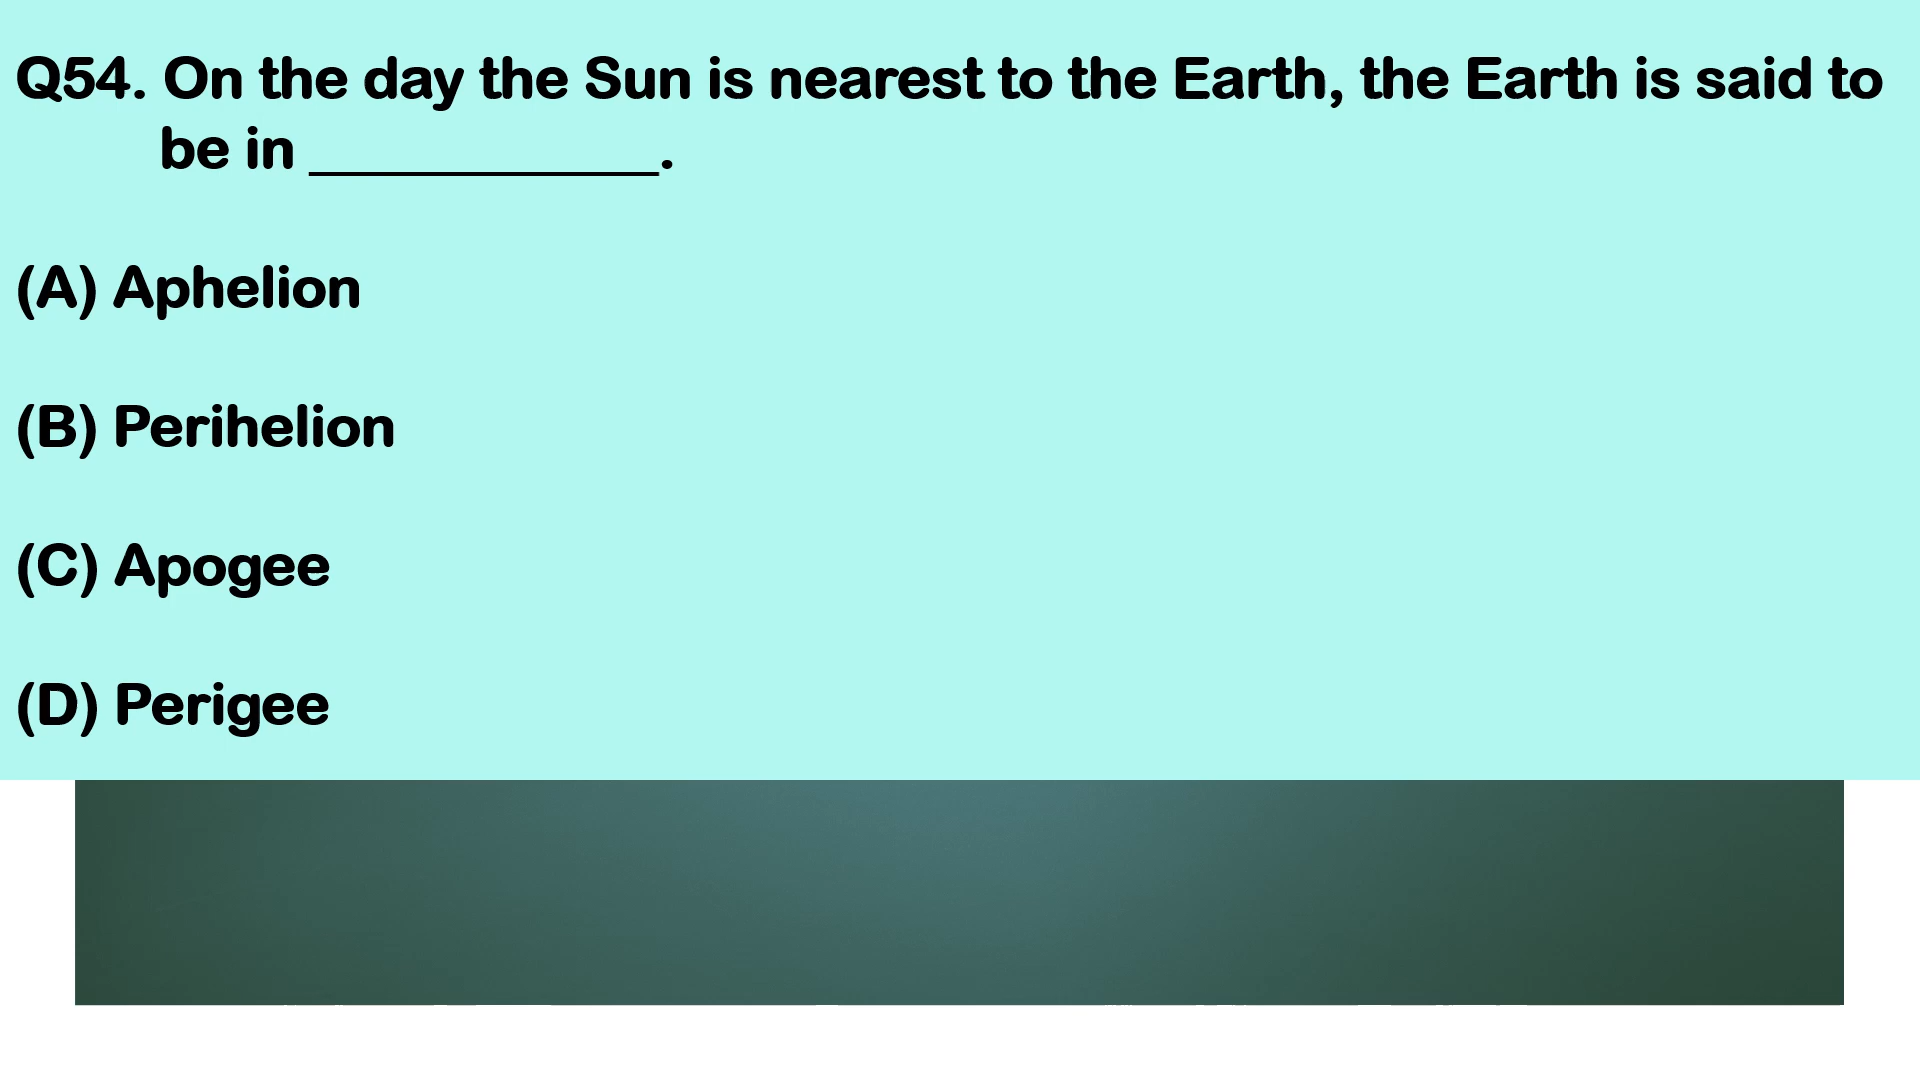 Q54. On the day the Sun is nearest to the Earth, the Earth is said to
be in ____________.
(A) Aphelion
(B) Perihelion
(C) Apogee
(D) Perigee